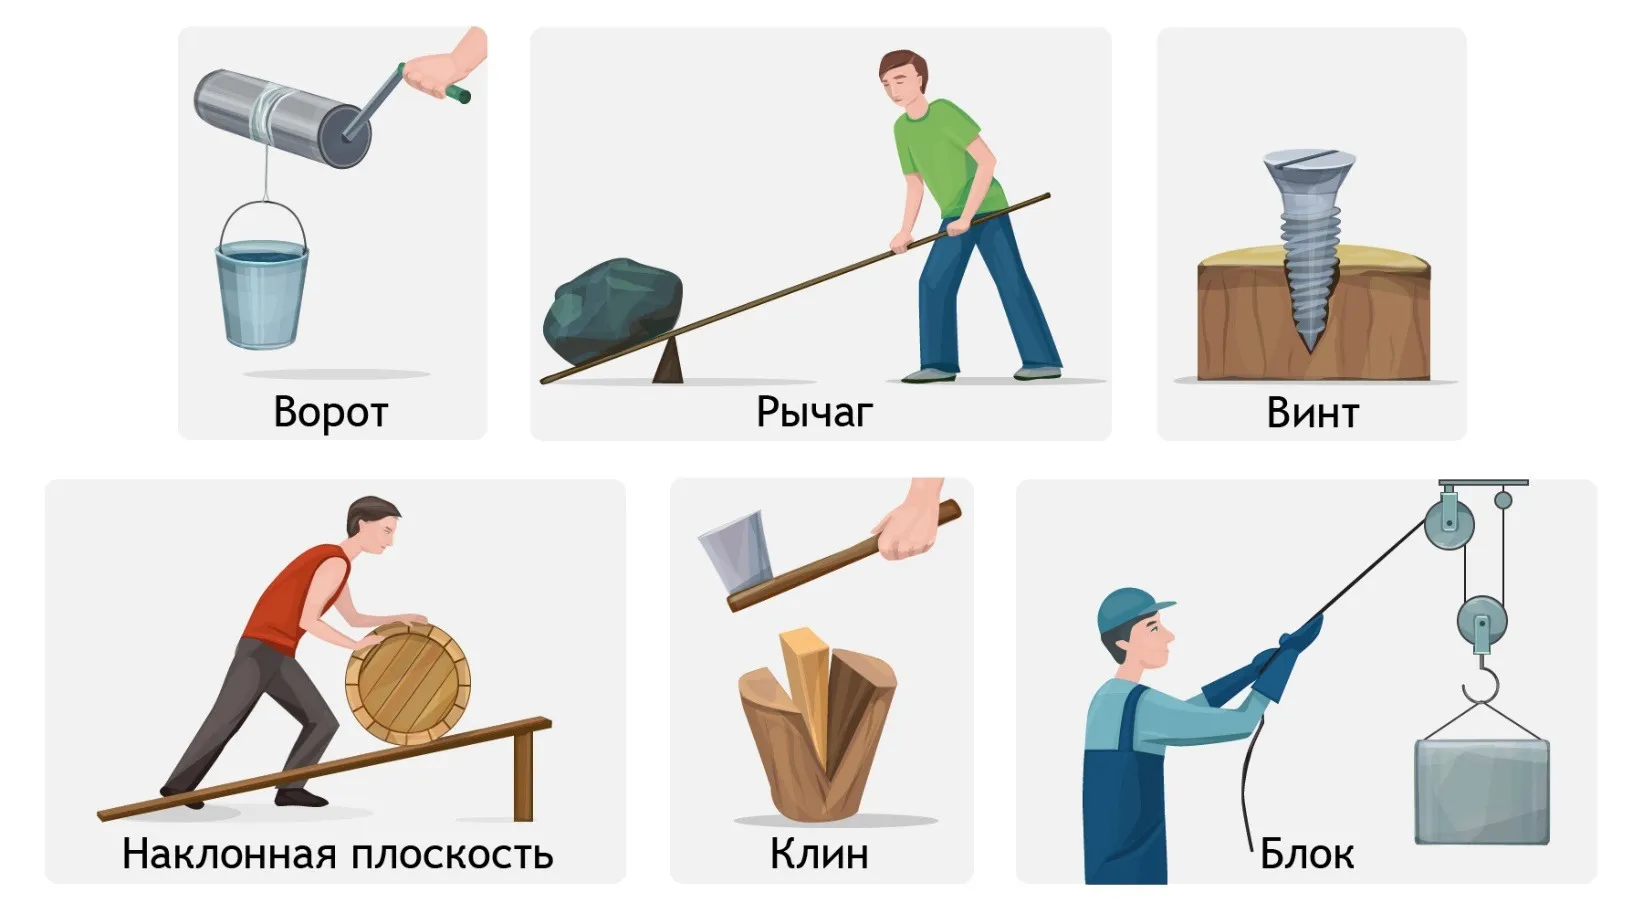 Ворот
Рычаг
Винт
Наклонная плоскость
Клин
Блок